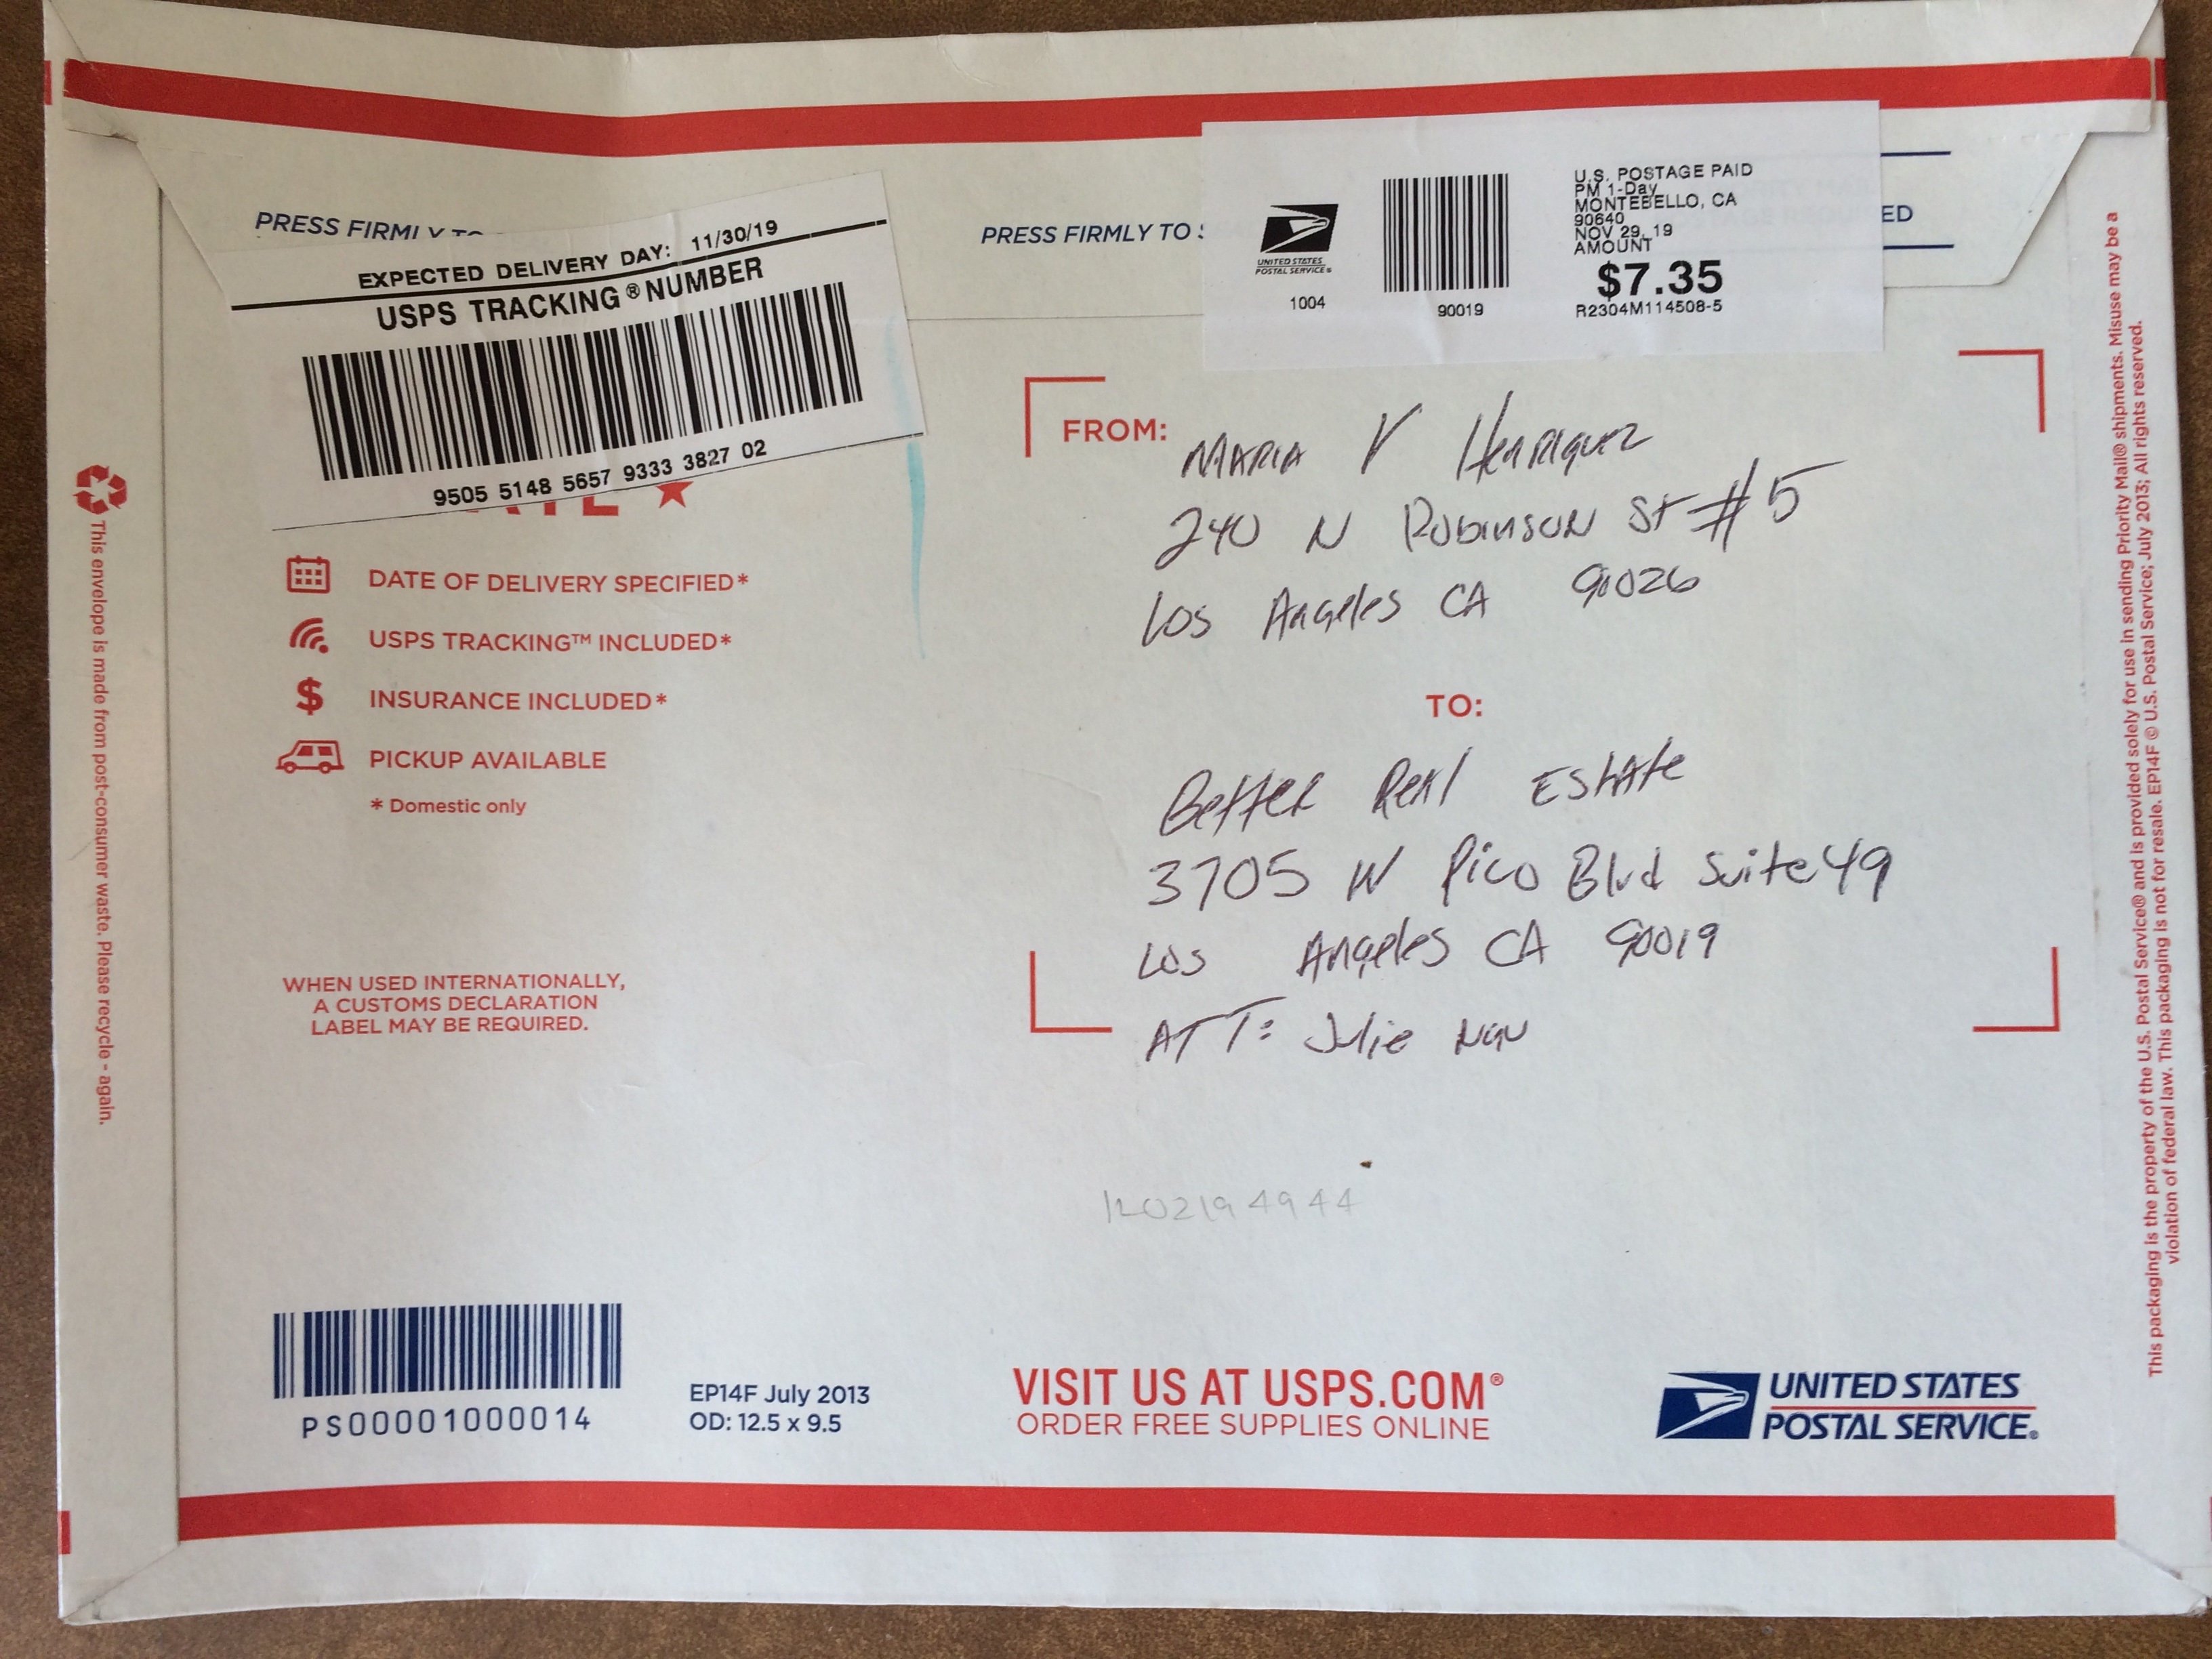 PRESS FIRMLY TO
EXPECTED DELIVERY DAY: 11/30/19
USPS TRACKING® NUMBER
9505 5148 5657 9333 3827 02
PRESS FIRMLY TO
UNITED STATES
POSTAL SERVICE®
1004
90019
U.S. POSTAGE PAID
PM 1-Day
MONTEBELLO, CA
90640
NOV 29, 19
AMOUNT
$7.35
R2304M114508-5
ED
DATE OF DELIVERY SPECIFIED*
USPS TRACKING™ INCLUDED*
$ INSURANCE INCLUDED*
PICKUP AVAILABLE
* Domestic only
WHEN USED INTERNATIONALLY,
A CUSTOMS DECLARATION
LABEL MAY BE REQUIRED.
FROM: MARIA V Henriquez
240 N Robinson St #5
Los Angeles CA 90026
TO:
Better Real Estate
3705 W Pico Blvd Suite 49
Los Angeles CA 90019
ATT: Julie
PS00001000014
EP14F July 2013
OD: 12.5 x 9.5
VISIT US AT USPS.COM®
ORDER FREE SUPPLIES ONLINE
UNITED STATES
POSTAL SERVICE®
This envelope is made from post-consumer waste. Please recycle - again.
This packaging is the property of the U.S. Postal Service® and is provided solely for use in sending Priority Mail® shipments. Misuse may be a
violation of federal law. This packaging is not for resale. EP14F © U.S. Postal Service; July 2013; All rights reserved.